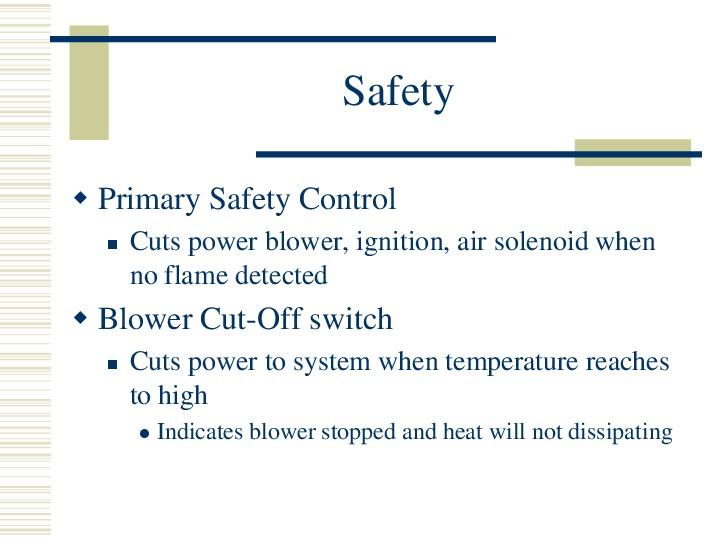 Safety
Primary Safety Control
Cuts power blower, ignition, air solenoid when
no flame detected
Blower Cut-Off switch
Cuts power to system when temperature reaches
to high
Indicates blower stopped and heat will not dissipating